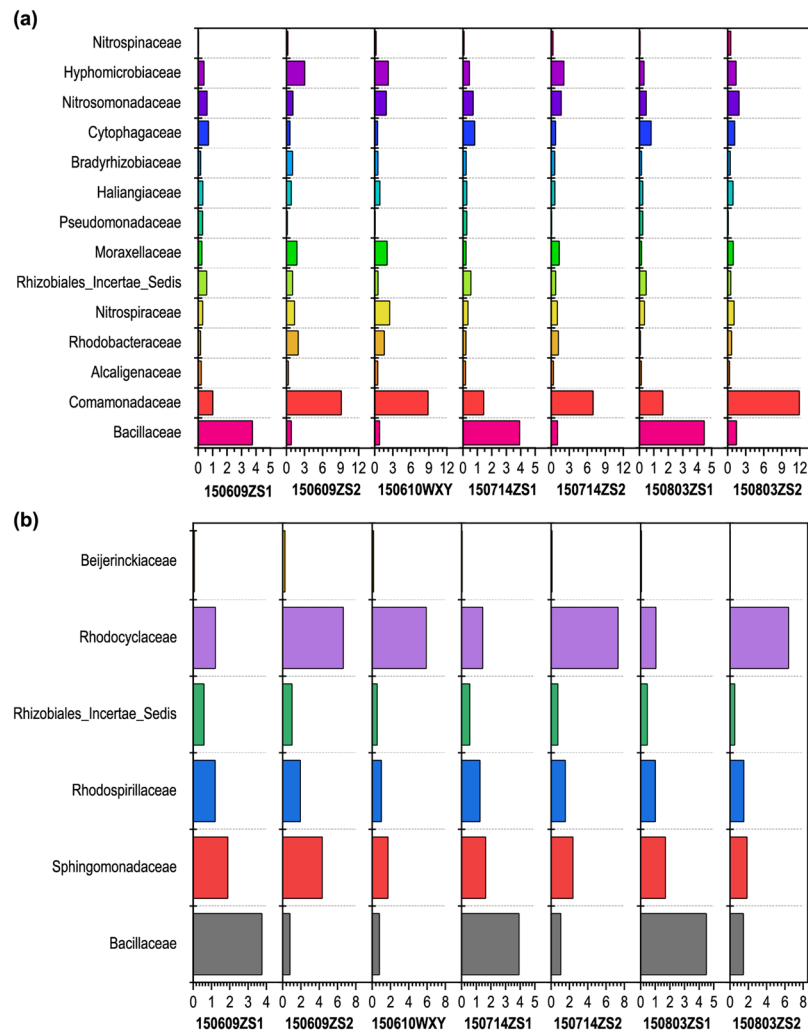 (a)
Nitrospinaceae
Hyphomicrobiaceae
Nitrosomonadaceae
Cytophagaceae
Bradyrhizobiaceae
Haliangiaceae
Pseudomonadaceae
Moraxellaceae
Rhizobiales_Incertae_Sedis
Nitrospiraceae
Rhodobacteraceae
Alcaligenaceae
Comamonadaceae
Bacillaceae
0 1 2 3 4 5 0 3 6 9 12 0 3 6 9 12 0 1 2 3 4 5 0 3 6 9 12 0 1 2 3 4 5 0 3 6 9 12
150609ZS1 150609ZS2 150610WXY 150714ZS1 150714ZS2 150803ZS1 150803ZS2
(b)
Beijerinckiaceae
Rhodocyclaceae
Rhizobiales_Incertae_Sedis
Rhodospirillaceae
Sphingomonadaceae
Bacillaceae
0 1 2 3 4 0 2 4 6 8 0 2 4 6 8 0 1 2 3 4 5 0 2 4 6 8 0 1 2 3 4 5 0 2 4 6 8
150609ZS1 150609ZS2 150610WXY 150714ZS1 150714ZS2 150803ZS1 150803ZS2